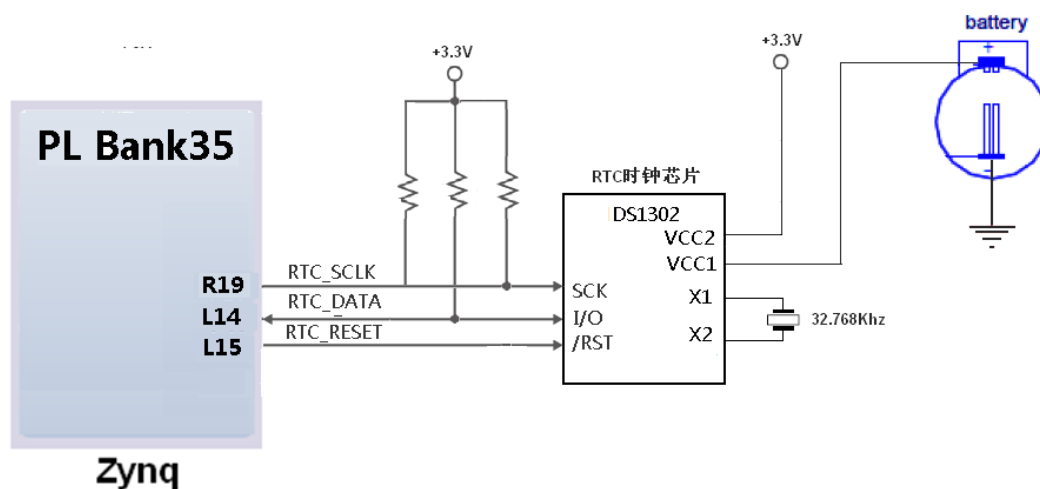 battery
+
+3.3V
+3.3V
PL Bank35
RTC时钟芯片
DS1302
VCC2
VCC1
R19
RTC_SCLK
SCK
X1
L14
RTC_DATA
I/O
32.768Khz
L15
RTC_RESET
/RST
X2
-
Zynq